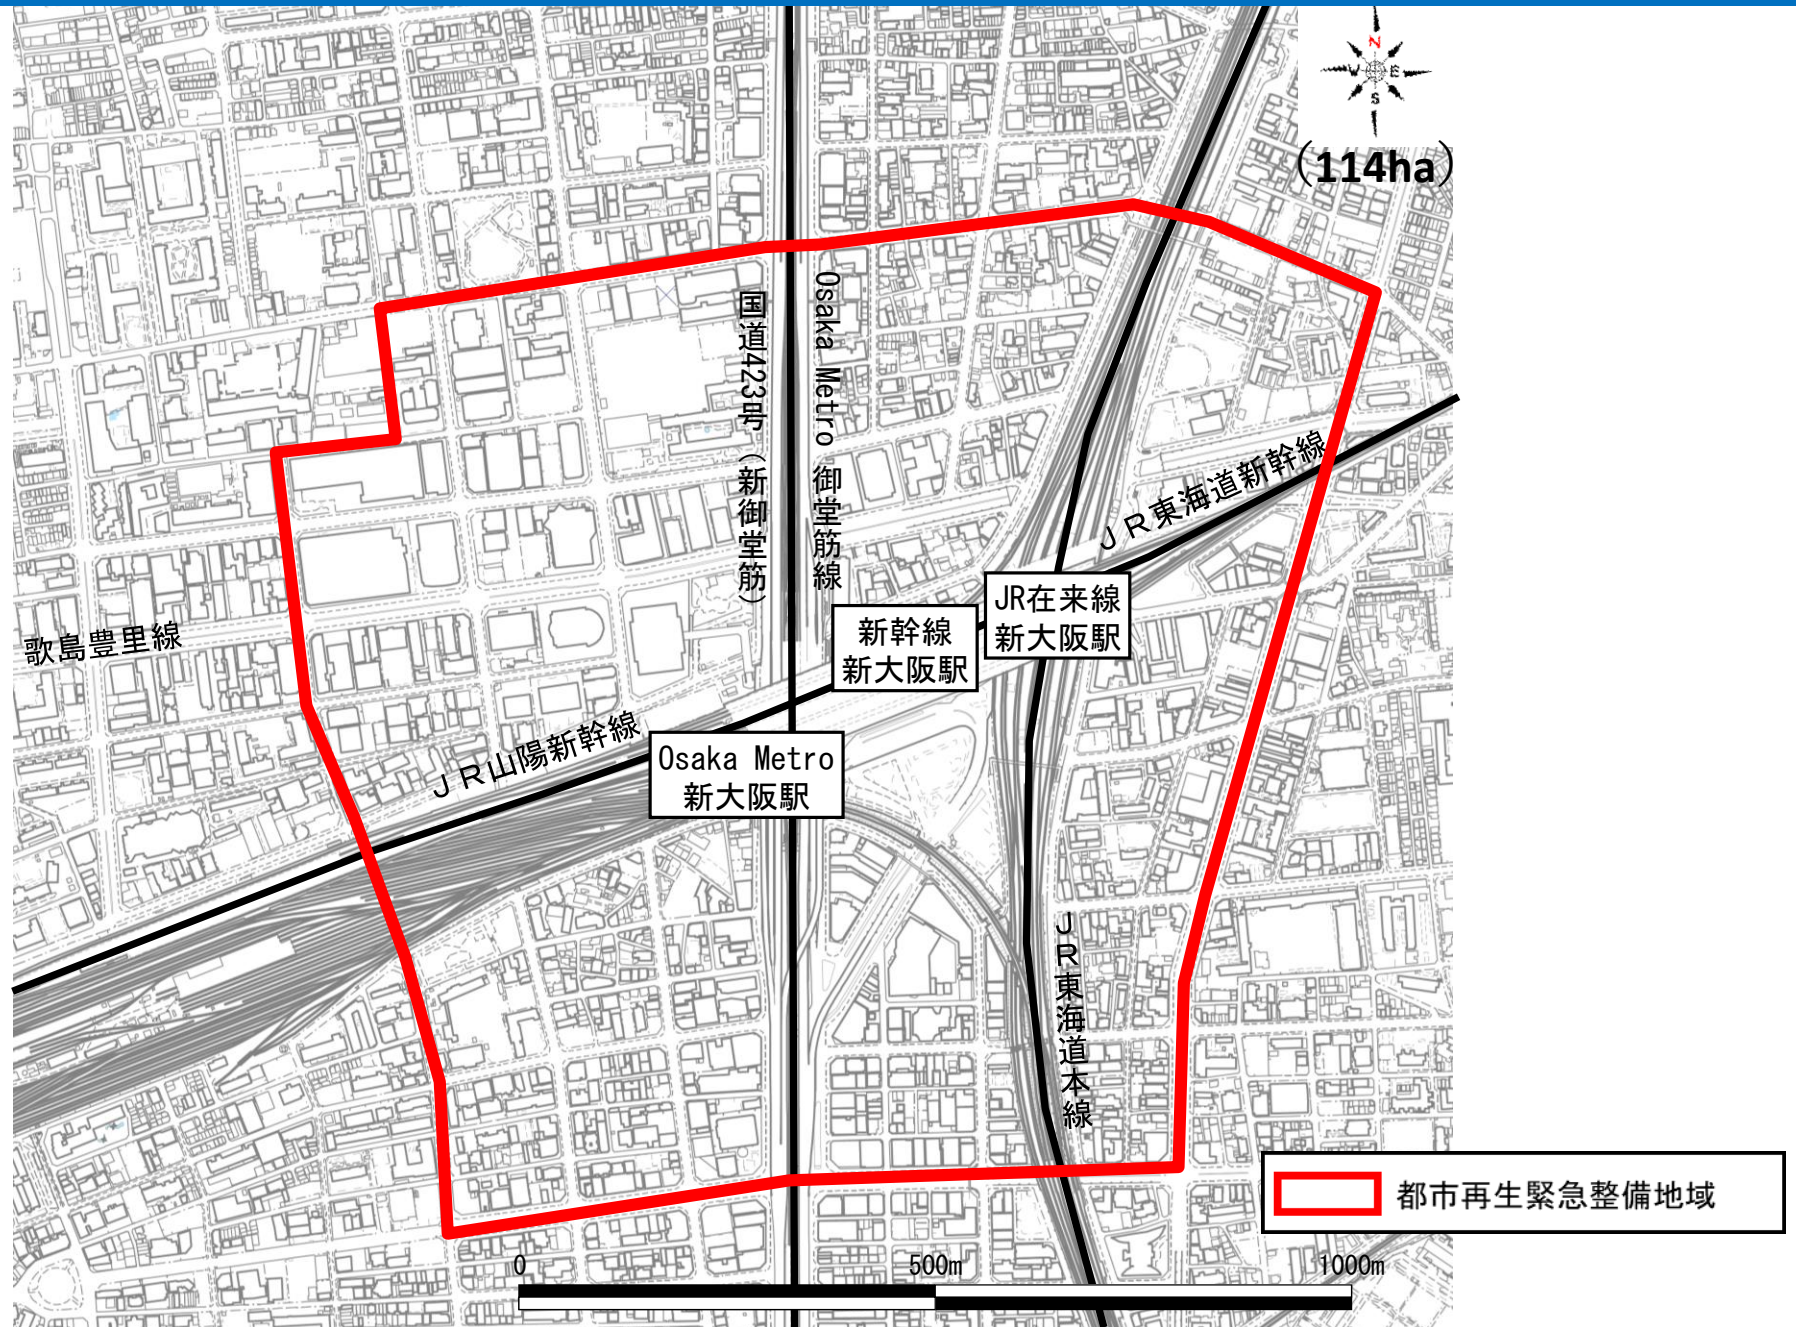 N
W
E
S
（114ha）
国道423号（新御堂筋）
Osaka Metro 御堂筋線
ＪＲ東海道新幹線
JR在来線
新大阪駅
新幹線
新大阪駅
歌島豊里線
ＪＲ山陽新幹線
Osaka Metro
新大阪駅
ＪＲ東海道本線
都市再生緊急整備地域
0
500m
1000m